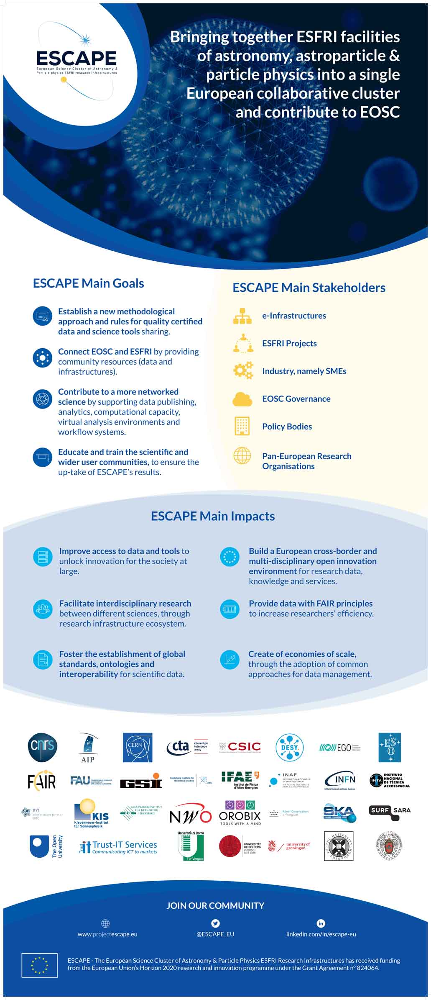 ESCAPE
European Science Cluster of Astronomy &
Particle physics ESFRI research Infrastructures
Bringing together ESFRI facilities
of astronomy, astroparticle &
particle physics into a single
European collaborative cluster
and contribute to EOSC
ESCAPE Main Goals
Establish a new methodological
approach and rules for quality certified
data and science tools sharing.
Connect EOSC and ESFRI by providing
community resources (data and
infrastructures).
Contribute to a more networked
science by supporting data publishing,
analytics, computational capacity,
virtual analysis environments and
workflow systems.
Educate and train the scientific and
wider user communities, to ensure the
up-take of ESCAPE's results.
ESCAPE Main Stakeholders
e-Infrastructures
ESFRI Projects
Industry, namely SMEs
EOSC Governance
Policy Bodies
Pan-European Research
Organisations
ESCAPE Main Impacts
Improve access to data and tools to
unlock innovation for the society at
large.
Build a European cross-border and
multi-disciplinary open innovation
environment for research data,
knowledge and services.
Facilitate interdisciplinary research
between different sciences, through
research infrastructure ecosystem.
Provide data with FAIR principles
to increase researchers' efficiency.
Foster the establishment of global
standards, ontologies and
interoperability for scientific data.
Create of economies of scale,
through the adoption of common
approaches for data management.
cnrs
AIP
CERN
cta
cherenkov
telescope
array
CSIC
DESY.
EGO
ESO
FAIR
FAU
FRIEDRICH-ALEXANDER
UNIVERSITÄT
ERLANGEN-NÜRNBERG
GSI
Heidelberg Institute for
Theoretical Studies
HITS
IFAE
Institut de Física
d'Altes Energies
INAF
ISTITUTO NAZIONALE
DI ASTROFISICA
NATIONAL INSTITUTE
FOR ASTROPHYSICS
INFN
Istituto Nazionale di Fisica Nucleare
INTA
INSTITUTO
NACIONAL
DE TÉCNICA
AEROESPACIAL
JIVE
Joint Institute for VLBI
ERIC
KIS
Kiepenheuer-Institut
für Sonnenphysik
MAX-PLANCK-INSTITUT
FÜR KERNPHYSIK
HEIDELBERG
NWO
OROBIX
TOOLS WITH A MIND
Royal Observatory
of Belgium
SKA
SQUARE KILOMETRE ARRAY
SURF SARA
The Open
University
Trust-IT Services
Communicating ICT to markets
Università di Roma
Tor Vergata
UNIVERSITÄT
HEIDELBERG
ZUKUNFT
SEIT 1386
university of
groningen
THE UNIVERSITY
OF EDINBURGH
JOIN OUR COMMUNITY
www.projectescape.eu
@ESCAPE_EU
linkedin.com/in/escape-eu
ESCAPE - The European Science Cluster of Astronomy & Particle Physics ESFRI Research Infrastructures has received funding
from the European Union's Horizon 2020 research and innovation programme under the Grant Agreement n° 824064.